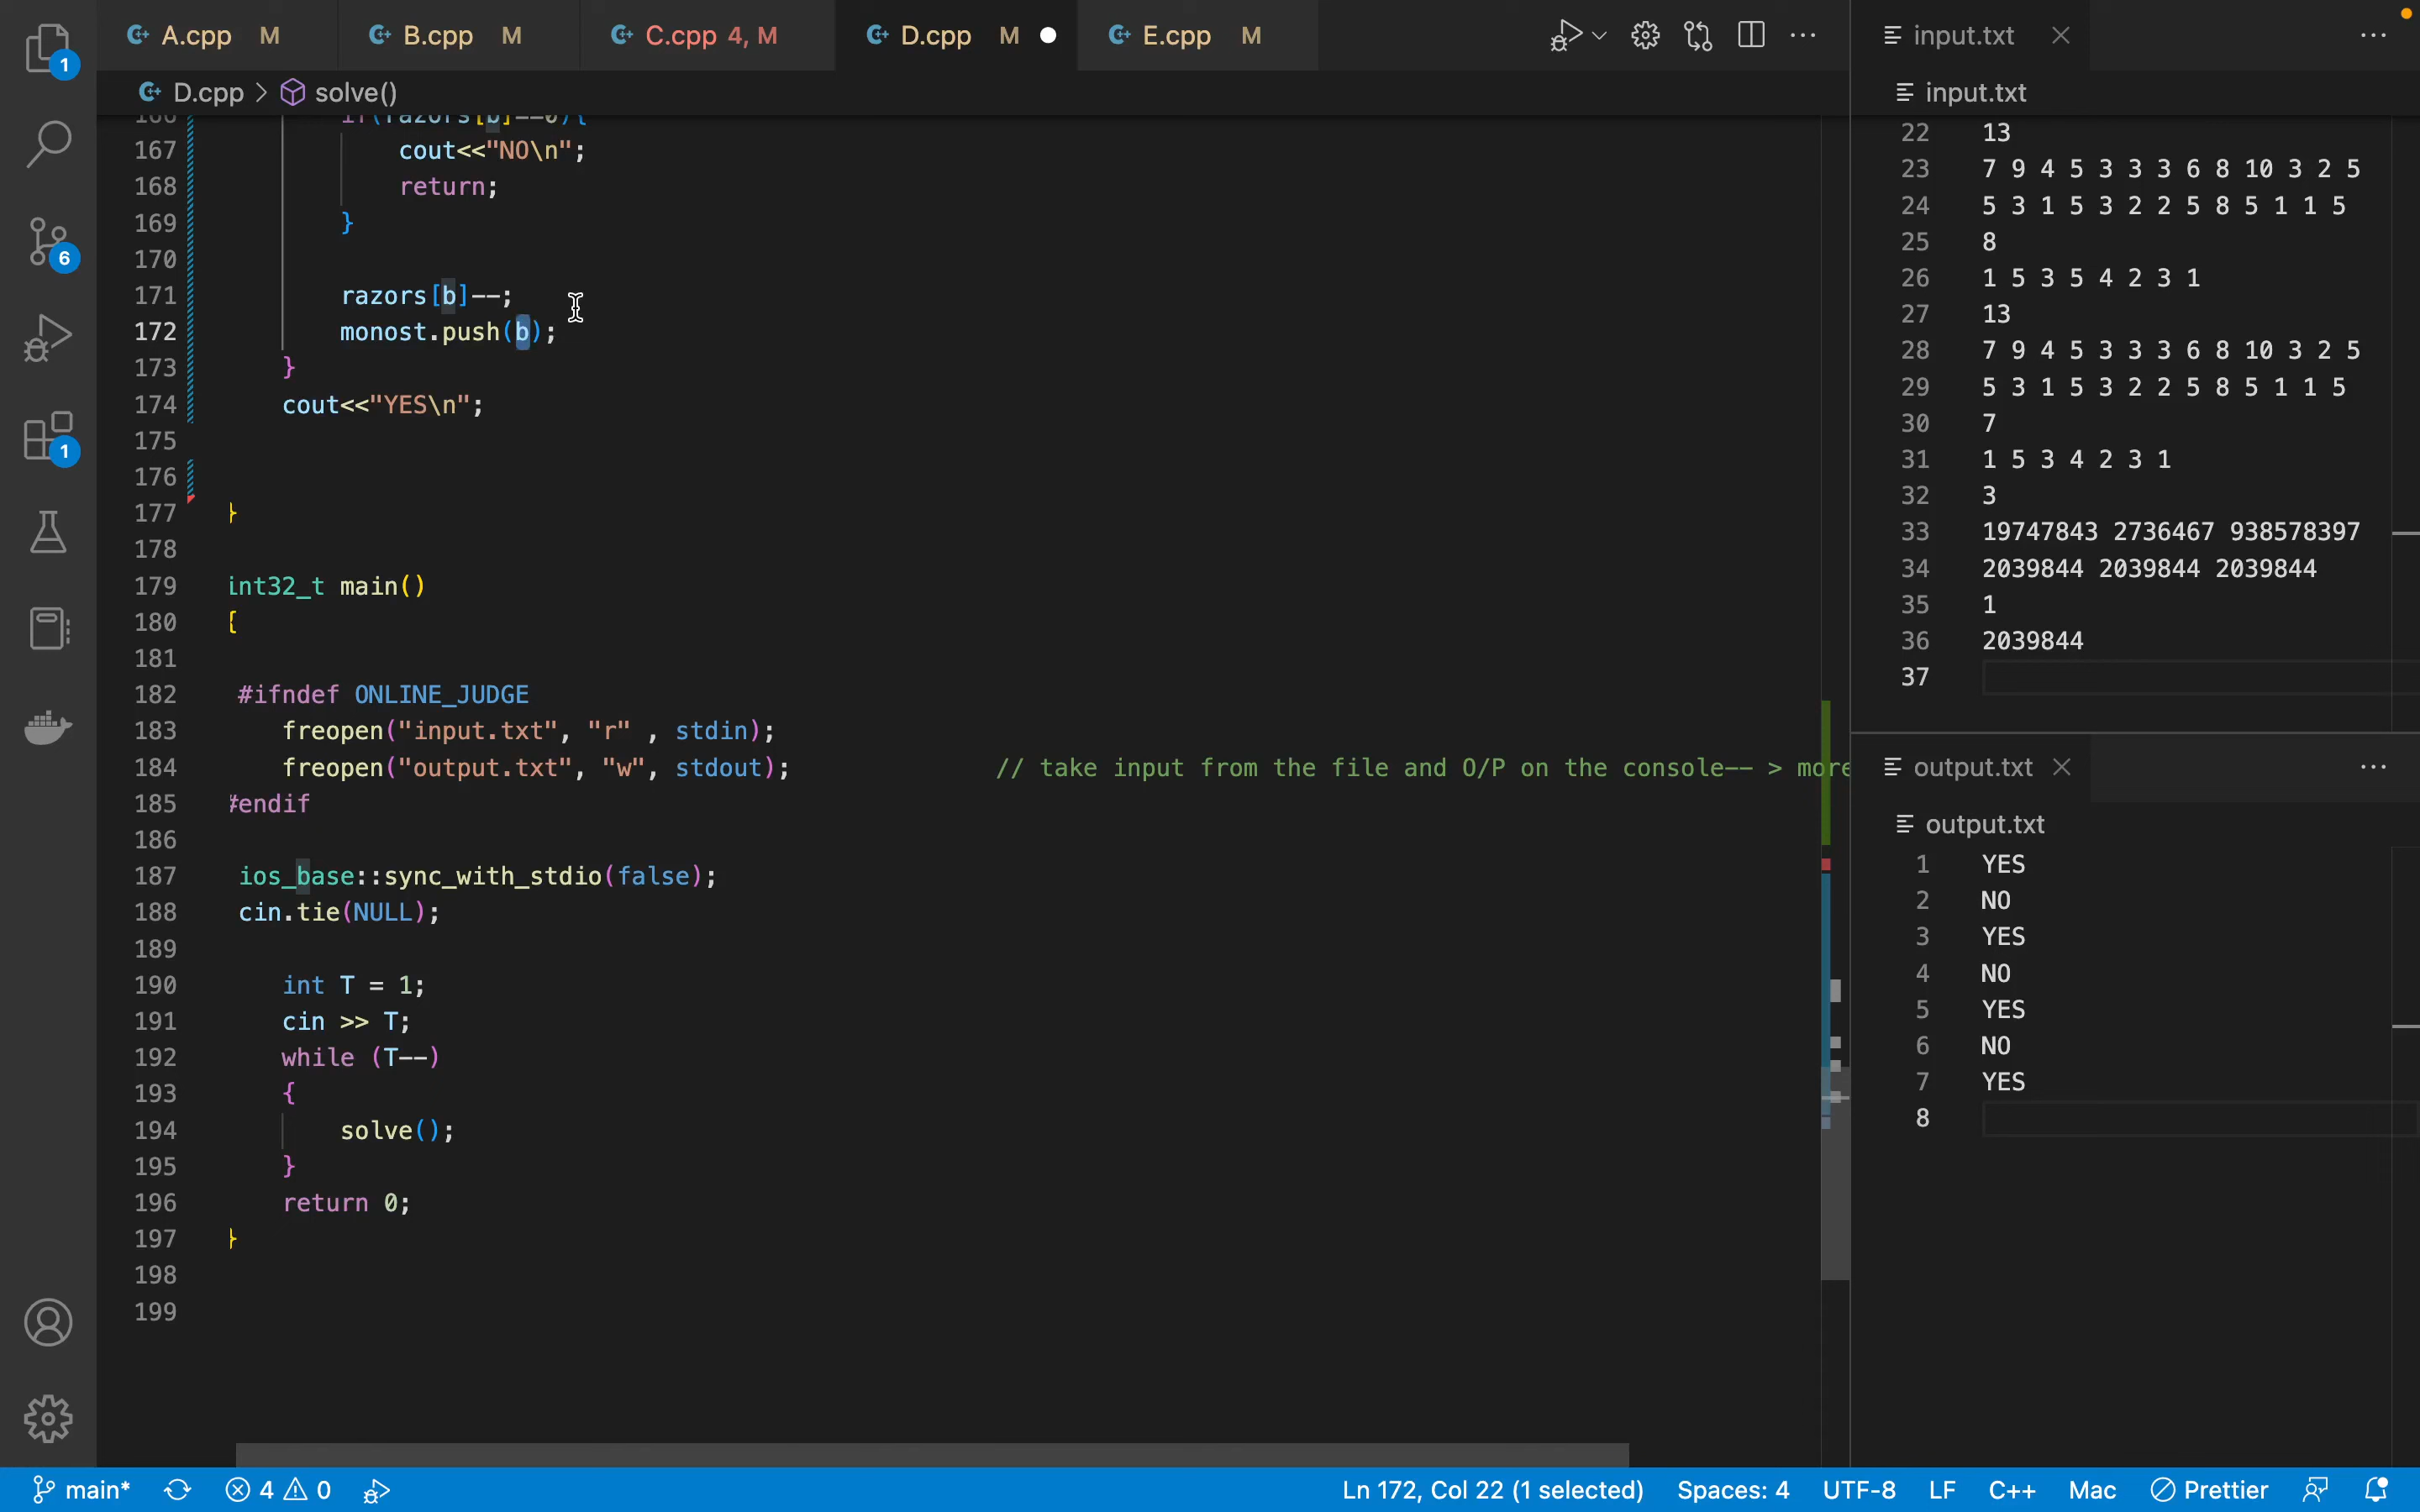 A.cpp M B.cpp M C.cpp 4, M D.cpp M E.cpp M
D.cpp > solve()
166 if(razors[b]==0){
167 cout<<"NO\n";
168 return;
169 }
170
171 razors[b]--;
172 monost.push(b);
173 }
174 cout<<"YES\n";
175
176
177 }
178
179 int32_t main()
180 {
181
182 #ifndef ONLINE_JUDGE
183 freopen("input.txt", "r" , stdin);
184 freopen("output.txt", "w", stdout); // take input from the file and O/P on the console-- > more
185 #endif
186
187 ios_base::sync_with_stdio(false);
188 cin.tie(NULL);
189
190 int T = 1;
191 cin >> T;
192 while (T--)
193 {
194 solve();
195 }
196 return 0;
197 }
198
199
input.txt
input.txt
22 13
23 7 9 4 5 3 3 3 6 8 10 3 2 5
24 5 3 1 5 3 2 2 5 8 5 1 1 5
25 8
26 1 5 3 5 4 2 3 1
27 13
28 7 9 4 5 3 3 3 6 8 10 3 2 5
29 5 3 1 5 3 2 2 5 8 5 1 1 5
30 7
31 1 5 3 4 2 3 1
32 3
33 19747843 2736467 938578397
34 2039844 2039844 2039844
35 1
36 2039844
37
output.txt
output.txt
1 YES
2 NO
3 YES
4 NO
5 YES
6 NO
7 YES
8
1
6
1
main* 4 0 Ln 172, Col 22 (1 selected) Spaces: 4 UTF-8 LF C++ Mac Prettier